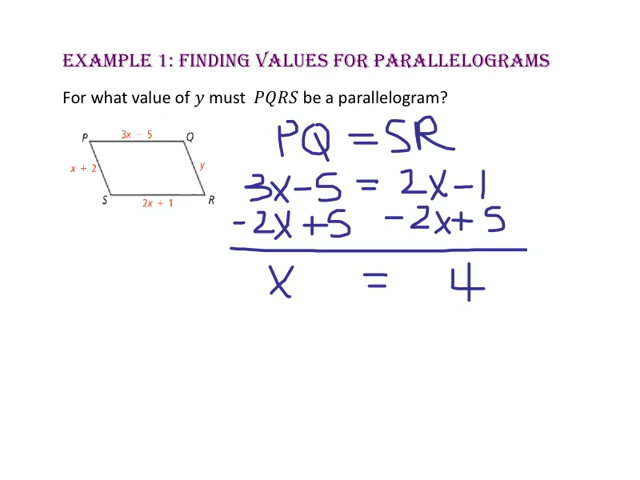 EXAMPLE 1: FINDING VALUES FOR PARALLELOGRAMS
For what value of y must PQRS be a parallelogram?
P 3x − 5 Q
x + 2 y
S 2x + 1 R
PQ = SR
3x - 5 = 2x - 1
- 2x + 5 - 2x + 5
x = 4